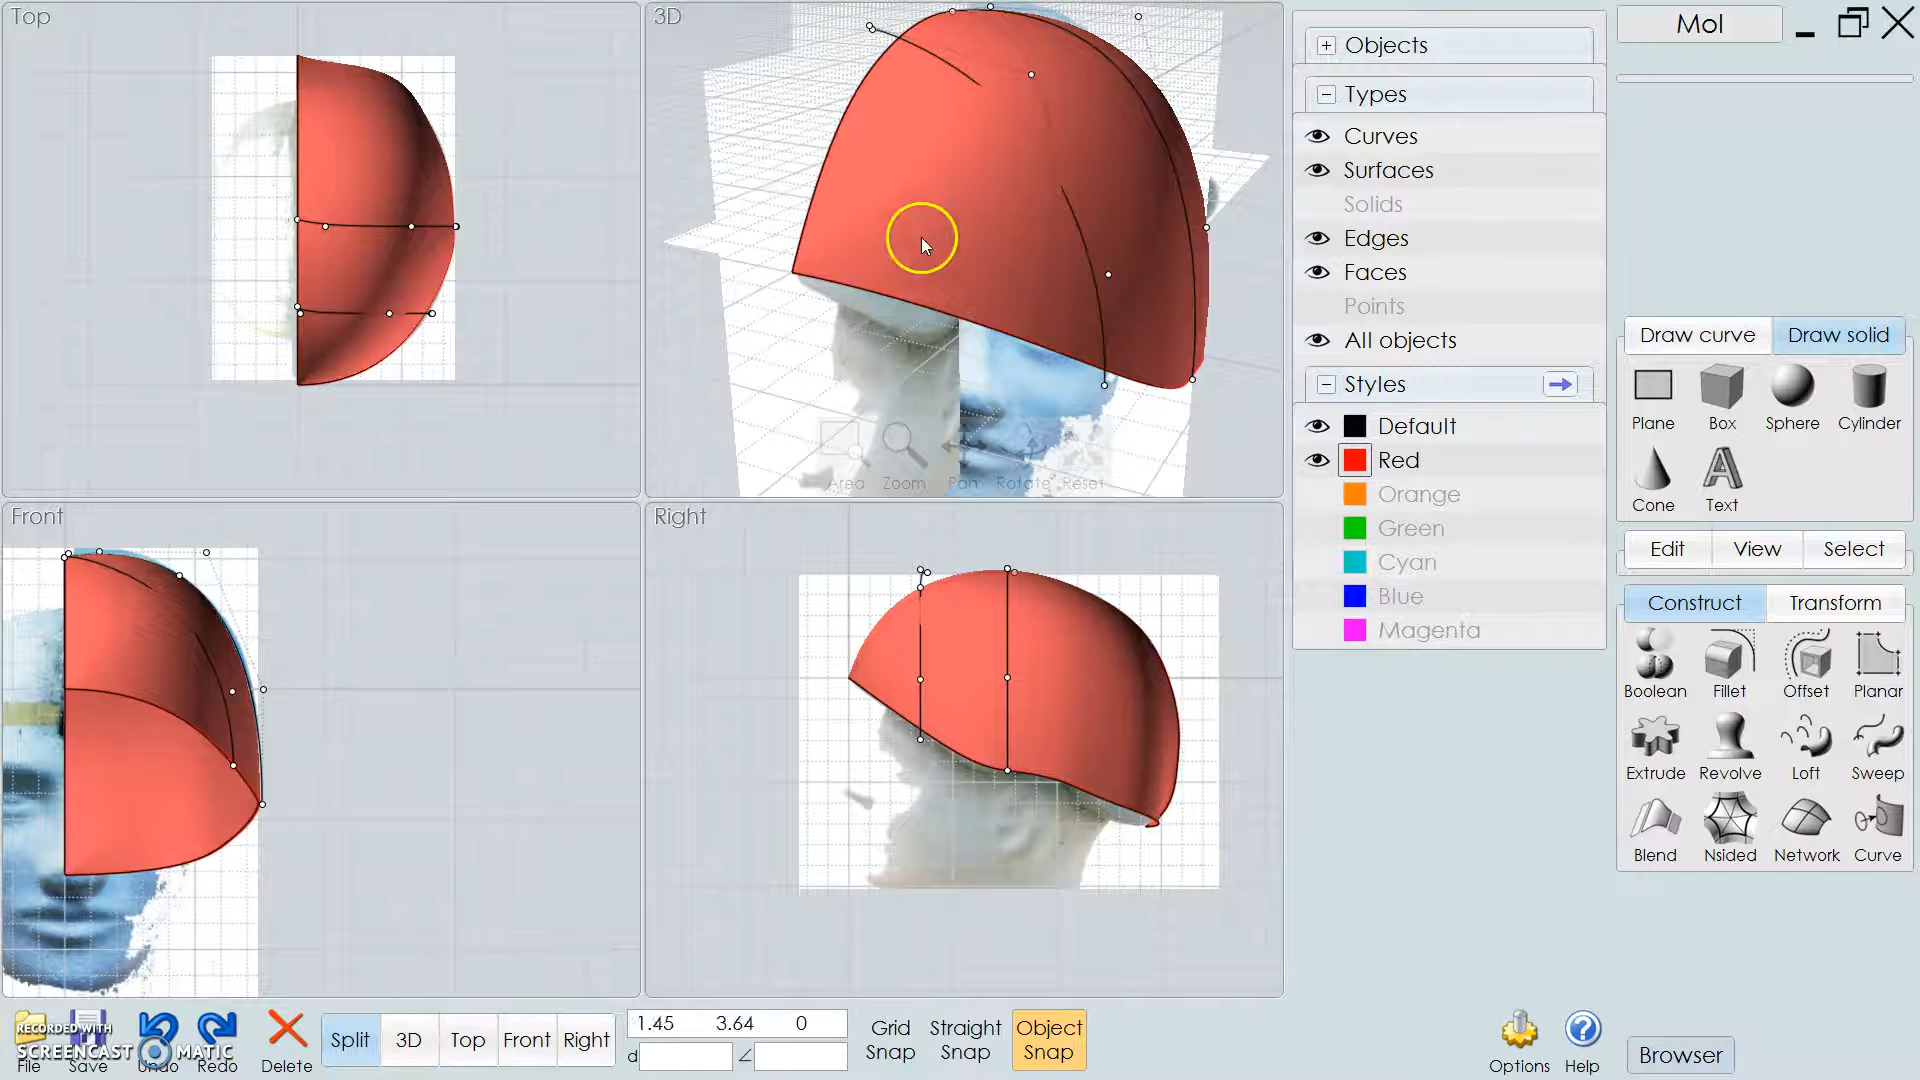 Top
3D
Area Zoom Pan Rotate Reset
Front
Right
Objects
Types
Curves
Surfaces
Solids
Edges
Faces
Points
All objects
Styles
Default
Red
Orange
Green
Cyan
Blue
Magenta
MoI
Draw curve Draw solid
Plane Box Sphere Cylinder
Cone Text
Edit View Select
Construct Transform
Boolean Fillet Offset Planar
Extrude Revolve Loft Sweep
Blend Nsided Network Curve
RECORDED WITH
SCREENCAST MATIC
File Save Undo Redo Delete
Split 3D Top Front Right
1.45 3.64 0
d
Grid Snap
Straight Snap
Object Snap
Options Help
Browser